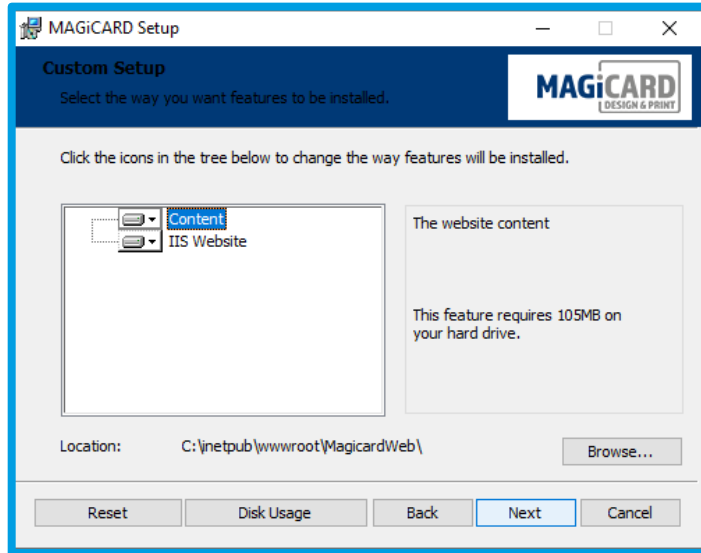 MAGiCARD Setup
Custom Setup
Select the way you want features to be installed.
MAGiCARD
DESIGN & PRINT
Click the icons in the tree below to change the way features will be installed.
Content
IIS Website
The website content
This feature requires 105MB on
your hard drive.
Location: C:\inetpub\wwwroot\MagicardWeb\
Browse...
Reset Disk Usage Back Next Cancel